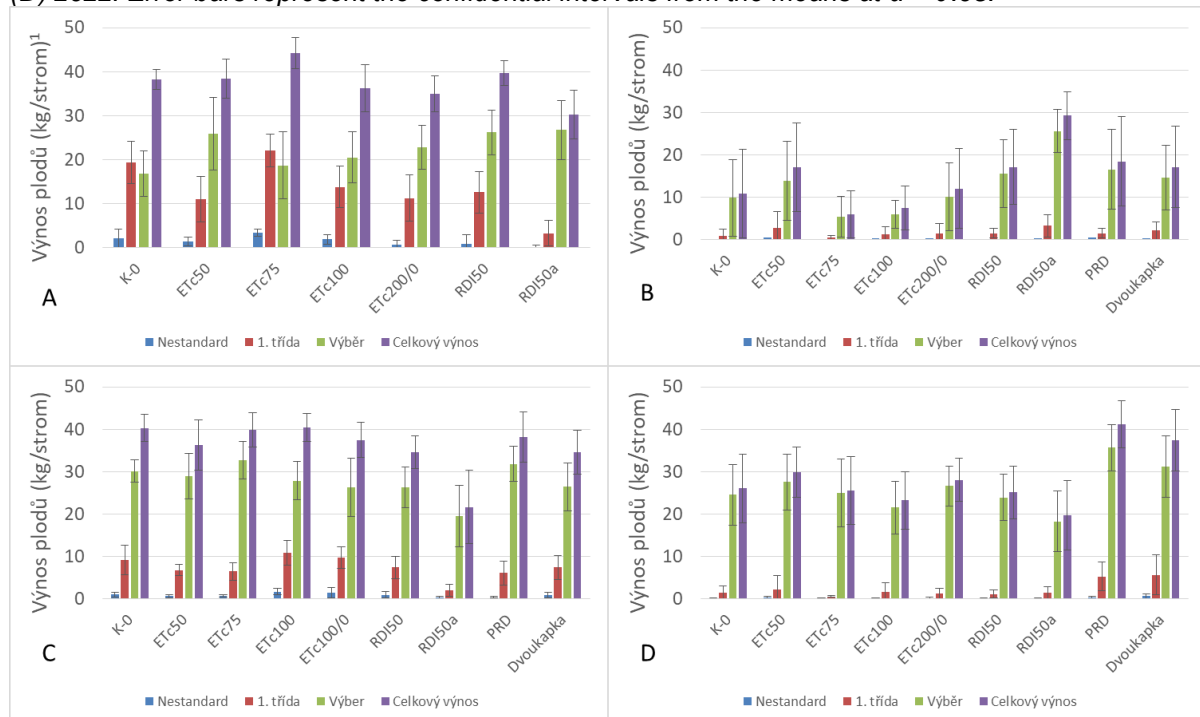 (D) 2022. Error bars represent the confidential intervals from the means at α = 0.05.
Výnos plodů (kg/strom)¹
50
40
30
20
10
0
K-0
ETc50
ETc75
ETc100
ETc200/0
RDI50
RDI50a
A
Nestandard 1. třída Výběr Celkový výnos
Výnos plodů (kg/strom)
50
40
30
20
10
0
K-0
ETc50
ETc75
ETc100
ETc200/0
RDI50
RDI50a
PRD
Dvoukapka
B
Nestandard 1. třída Výběr Celkový výnos
Výnos plodů (kg/strom)
50
40
30
20
10
0
K-0
ETc50
ETc75
ETc100
ETc100/0
RDI50
RDI50a
PRD
Dvoukapka
C
Nestandard 1. třída Výběr Celkový výnos
Výnos plodů (kg/strom)
50
40
30
20
10
0
K-0
ETc50
ETc75
ETc100
ETc200/0
RDI50
RDI50a
PRD
Dvoukapka
D
Nestandard 1. třída Výběr Celkový výnos